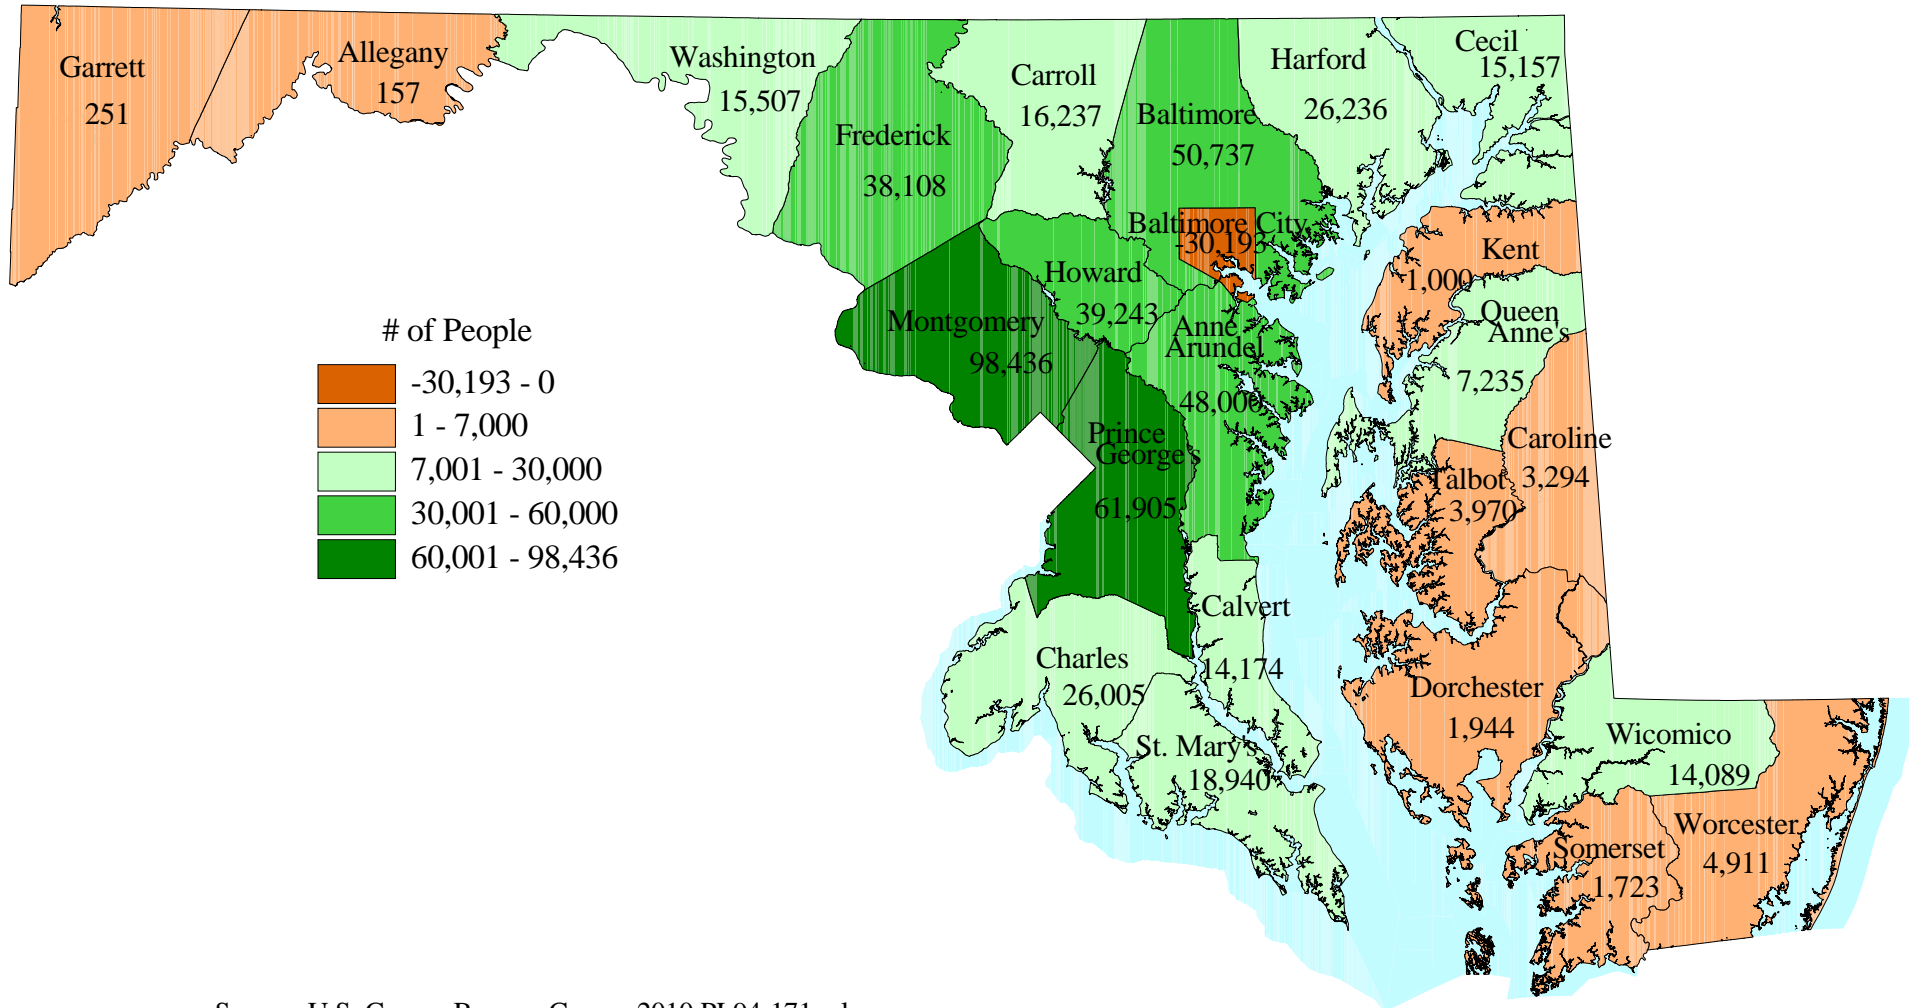 Garrett
251
Allegany
157
Washington
15,507
Frederick
38,108
Carroll
16,237
Baltimore
50,737
Harford
26,236
Cecil
15,157
Baltimore City
-30,193
Howard
39,243
Montgomery
98,436
Anne
Arundel
48,000
Prince
George's
61,905
Kent
1,000
Queen
Anne's
7,235
Caroline
3,294
Talbot
3,970
Calvert
14,174
Charles
26,005
St. Mary's
18,940
Dorchester
1,944
Wicomico
14,089
Worcester
4,911
Somerset
1,723
# of People
-30,193 - 0
1 - 7,000
7,001 - 30,000
30,001 - 60,000
60,001 - 98,436